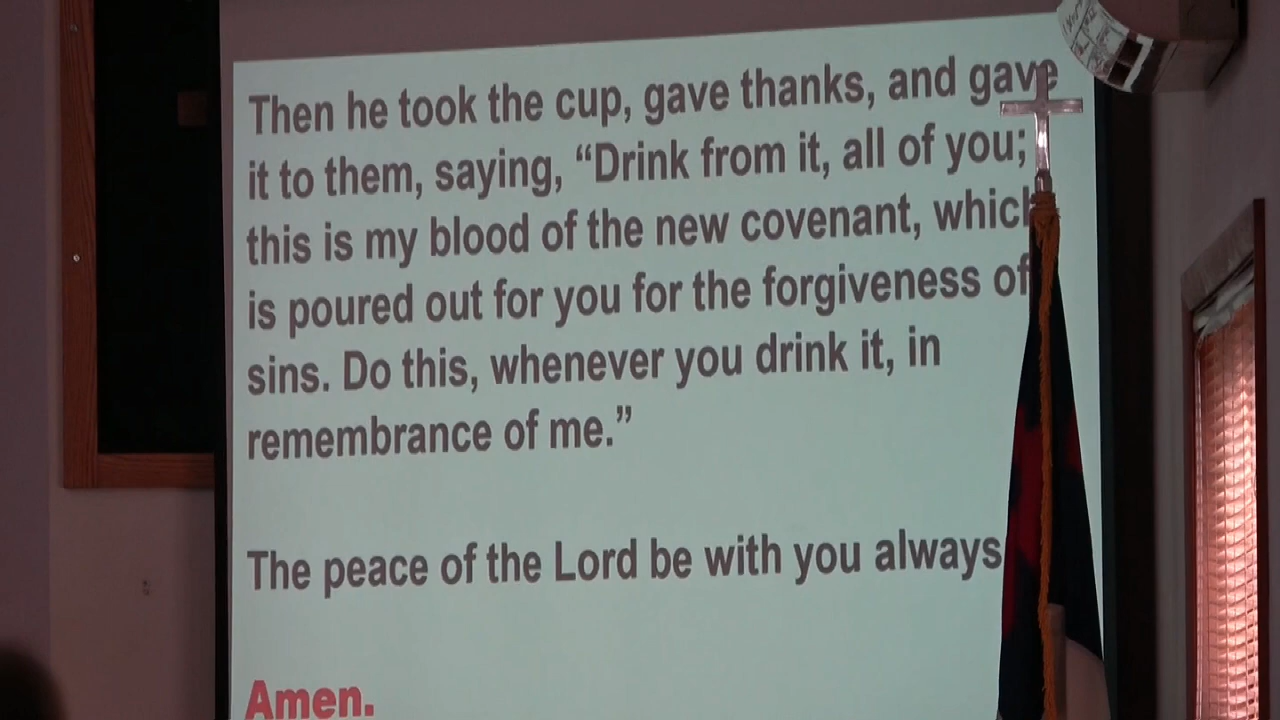 Then he took the cup, gave thanks, and gave
it to them, saying, “Drink from it, all of you;
this is my blood of the new covenant, which
is poured out for you for the forgiveness of
sins. Do this, whenever you drink it, in
remembrance of me.”
The peace of the Lord be with you always
Amen.